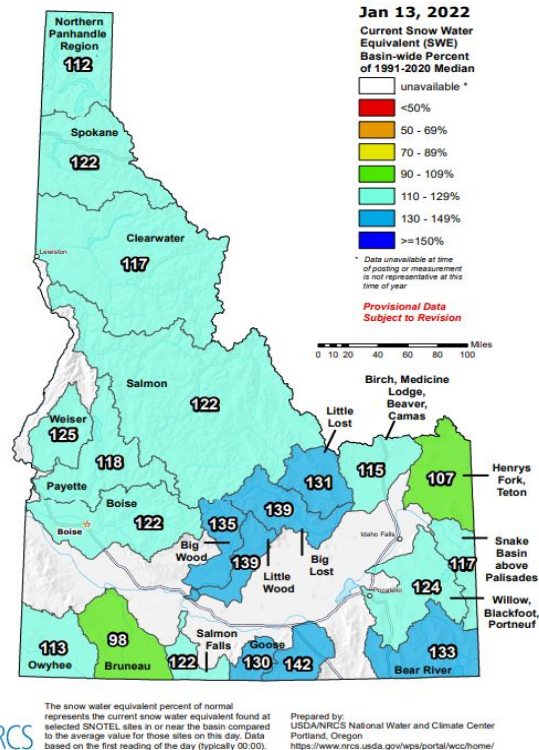 Jan 13, 2022
Current Snow Water
Equivalent (SWE)
Basin-wide Percent
of 1991-2020 Median
unavailable *
<50%
50 - 69%
70 - 89%
90 - 109%
110 - 129%
130 - 149%
>=150%
* Data unavailable at time
of posting or measurement
is not representative at this
time of year
Provisional Data
Subject to Revision
Miles
0 10 20 40 60 80 100
Northern
Panhandle
Region
112
Spokane
122
Clearwater
117
Lewiston
Salmon
122
Weiser
125
118
Payette
Boise
122
Boise
Big
Wood
135
139
Little
Wood
139
Big
Lost
Little
Lost
131
Birch, Medicine
Lodge,
Beaver,
Camas
115
107
Henrys
Fork,
Teton
Idaho Falls
Snake
Basin
above
Palisades
117
Pocatello
124
Willow,
Blackfoot,
Portneuf
113
Owyhee
98
Bruneau
Salmon
Falls
122
Goose
130
142
133
Bear River
RCS
The snow water equivalent percent of normal
represents the current snow water equivalent found at
selected SNOTEL sites in or near the basin compared
to the average value for those sites on this day. Data
based on the first reading of the day (typically 00:00).
Prepared by:
USDA/NRCS National Water and Climate Center
Portland, Oregon
https://www.nrcs.usda.gov/wps/portal/wcc/home/